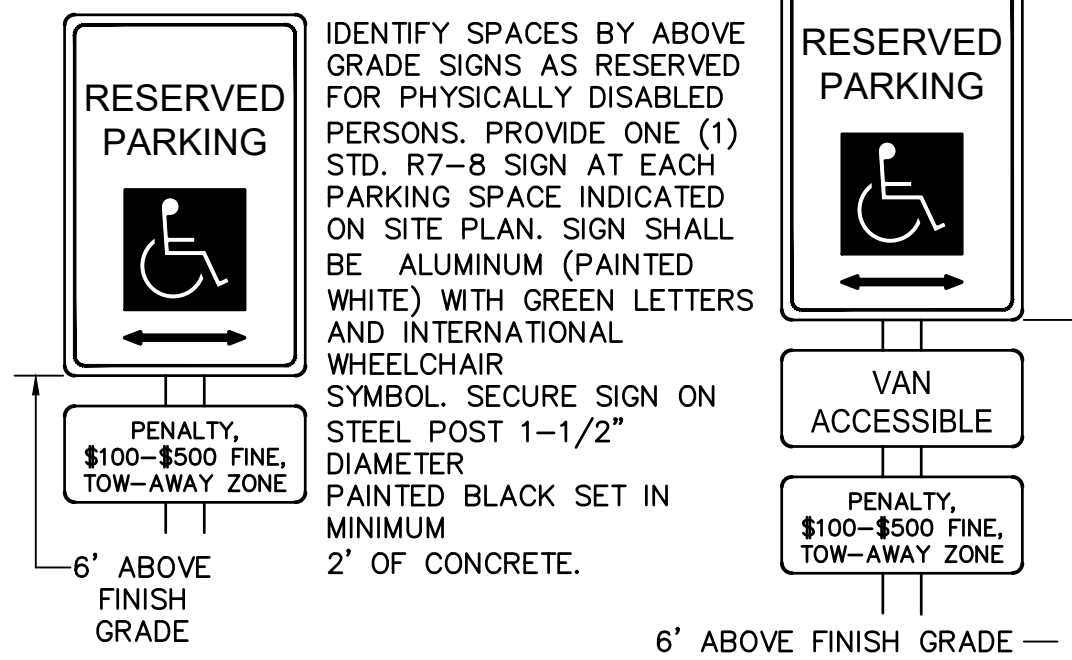 RESERVED
PARKING
PENALTY,
$100-$500 FINE,
TOW-AWAY ZONE
6' ABOVE
FINISH
GRADE
IDENTIFY SPACES BY ABOVE
GRADE SIGNS AS RESERVED
FOR PHYSICALLY DISABLED
PERSONS. PROVIDE ONE (1)
STD. R7-8 SIGN AT EACH
PARKING SPACE INDICATED
ON SITE PLAN. SIGN SHALL
BE ALUMINUM (PAINTED
WHITE) WITH GREEN LETTERS
AND INTERNATIONAL
WHEELCHAIR
SYMBOL. SECURE SIGN ON
STEEL POST 1-1/2"
DIAMETER
PAINTED BLACK SET IN
MINIMUM
2' OF CONCRETE.
RESERVED
PARKING
VAN
ACCESSIBLE
PENALTY,
$100-$500 FINE,
TOW-AWAY ZONE
6' ABOVE FINISH GRADE